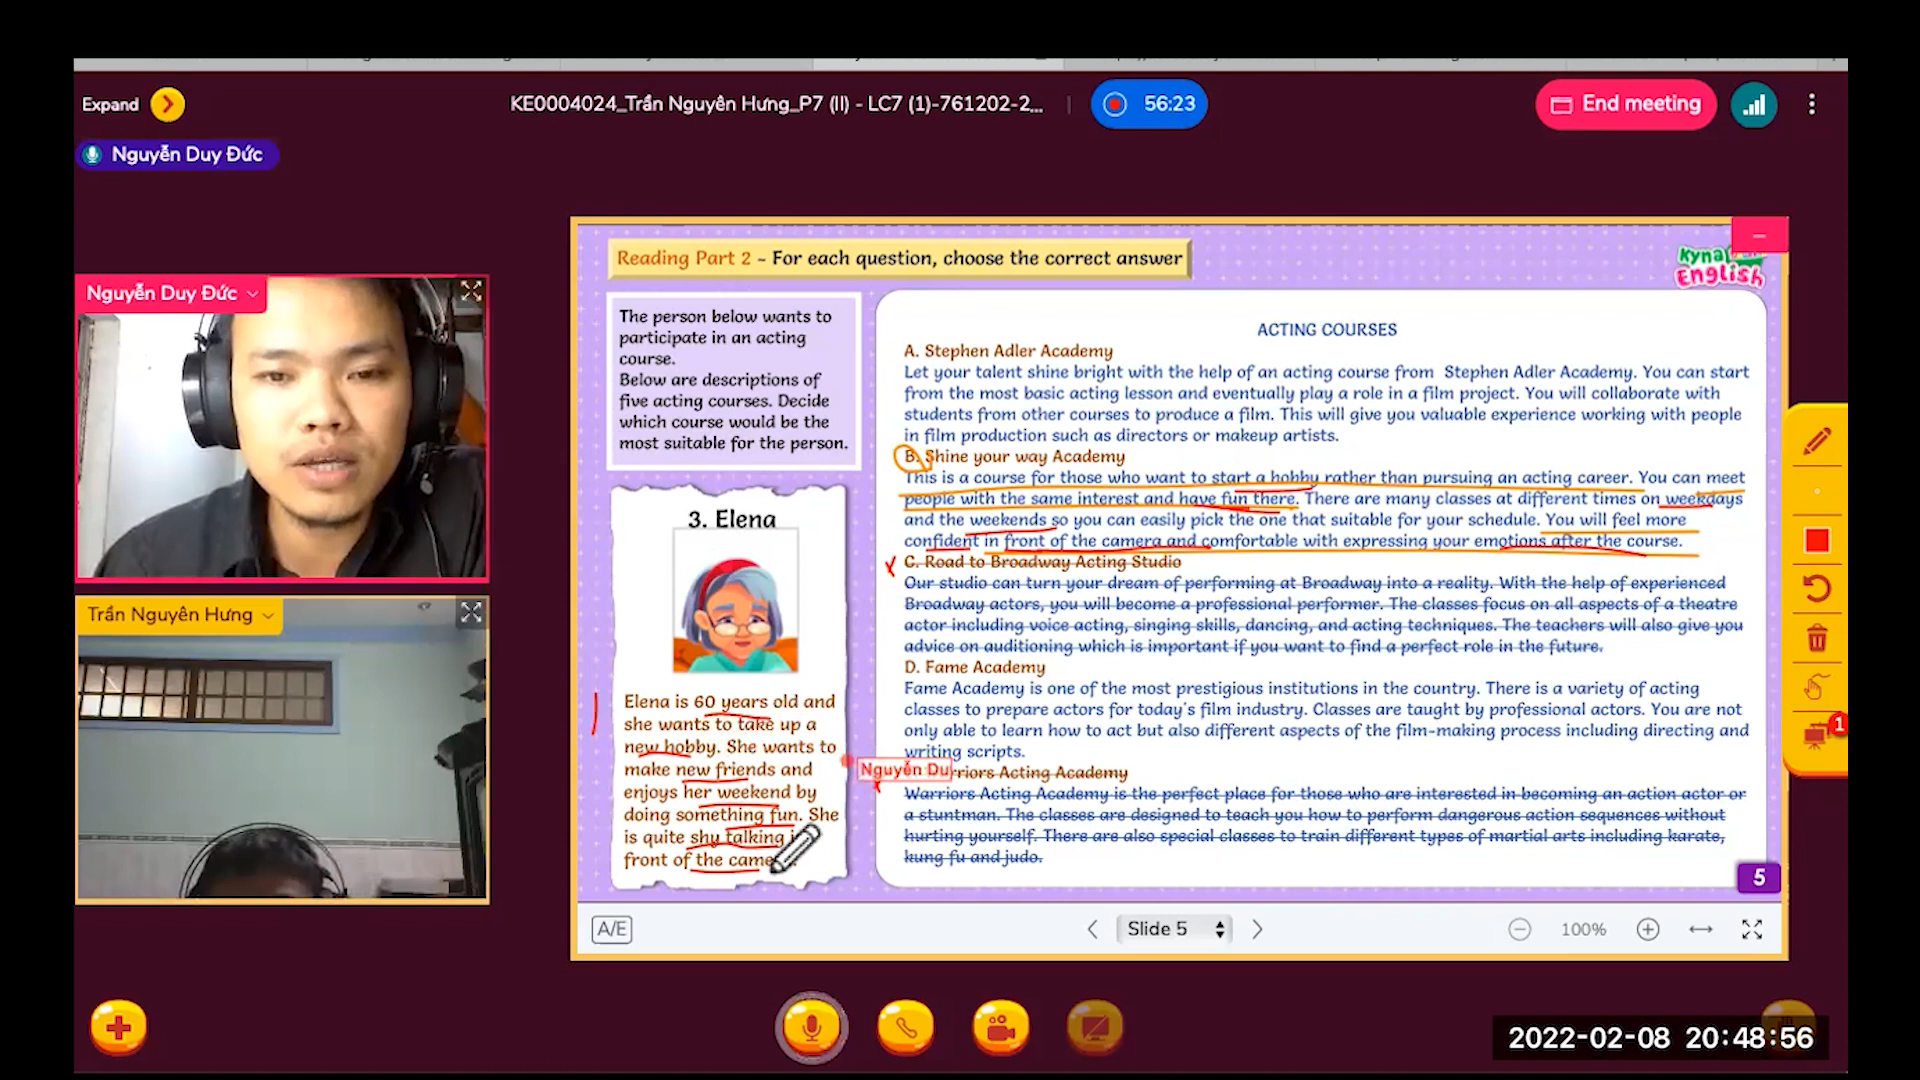 Expand
KE0004024_Trần Nguyên Hưng_P7 (II) - LC7 (1)-761202-2...
56:23
End meeting
Nguyễn Duy Đức
Nguyễn Duy Đức
Trần Nguyên Hưng
Reading Part 2 - For each question, choose the correct answer
Kyna
English
The person below wants to
participate in an acting
course.
Below are descriptions of
five acting courses. Decide
which course would be the
most suitable for the person.
3. Elena
Elena is 60 years old and
she wants to take up a
new hobby. She wants to
make new friends and
enjoys her weekend by
doing something fun. She
is quite shy talking
front of the came
ACTING COURSES
A. Stephen Adler Academy
Let your talent shine bright with the help of an acting course from Stephen Adler Academy. You can start
from the most basic acting lesson and eventually play a role in a film project. You will collaborate with
students from other courses to produce a film. This will give you valuable experience working with people
in film production such as directors or makeup artists.
B. Shine your way Academy
This is a course for those who want to start a hobby rather than pursuing an acting career. You can meet
people with the same interest and have fun there. There are many classes at different times on weekdays
and the weekends so you can easily pick the one that suitable for your schedule. You will feel more
confident in front of the camera and comfortable with expressing your emotions after the course.
C. Road to Broadway Acting Studio
Our studio can turn your dream of performing at Broadway into a reality. With the help of experienced
Broadway actors, you will become a professional performer. The classes focus on all aspects of a theatre
actor including voice acting, singing skills, dancing, and acting techniques. The teachers will also give you
advice on auditioning which is important if you want to find a perfect role in the future.
D. Fame Academy
Fame Academy is one of the most prestigious institutions in the country. There is a variety of acting
classes to prepare actors for today's film industry. Classes are taught by professional actors. You are not
only able to learn how to act but also different aspects of the film-making process including directing and
writing scripts.
Nguyễn Du
rriors Acting Academy
Warriors Acting Academy is the perfect place for those who are interested in becoming an action actor or
a stuntman. The classes are designed to teach you how to perform dangerous action sequences without
hurting yourself. There are also special classes to train different types of martial arts including karate,
kung fu and judo.
1
5
A/E
Slide 5
100%
2022-02-08 20:48:56